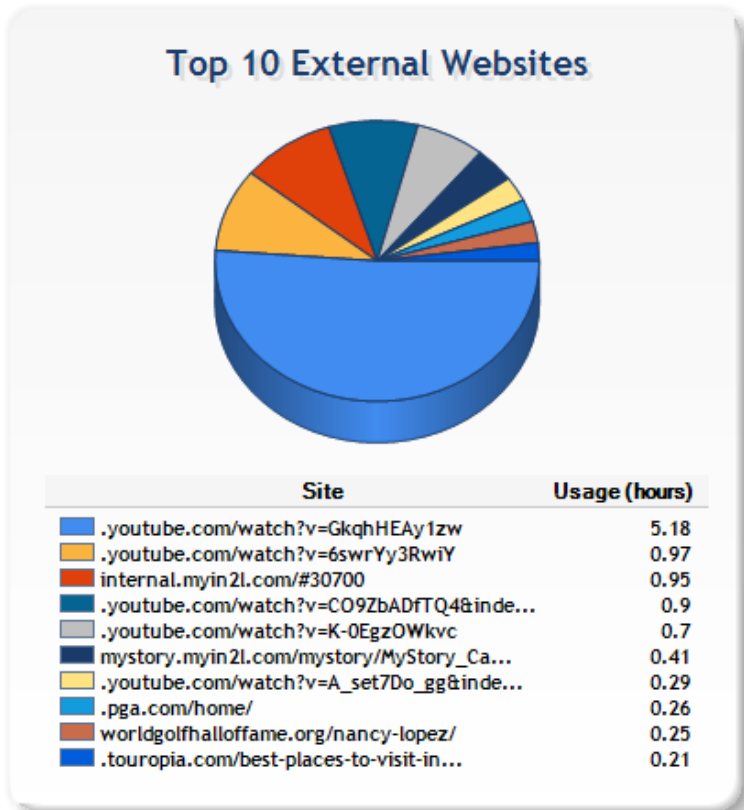 Top 10 External Websites
Site Usage (hours)
.youtube.com/watch?v=GkqhHEAy1zw 5.18
.youtube.com/watch?v=6swrYy3RwiY 0.97
internal.myin2l.com/#30700 0.95
.youtube.com/watch?v=CO9ZbADfTQ4&inde... 0.9
.youtube.com/watch?v=K-0EgzOWkvc 0.7
mystory.myin2l.com/mystory/MyStory_Ca... 0.41
.youtube.com/watch?v=A_set7Do_gg&inde... 0.29
.pga.com/home/ 0.26
worldgolfhalloffame.org/nancy-lopez/ 0.25
.touropia.com/best-places-to-visit-in... 0.21